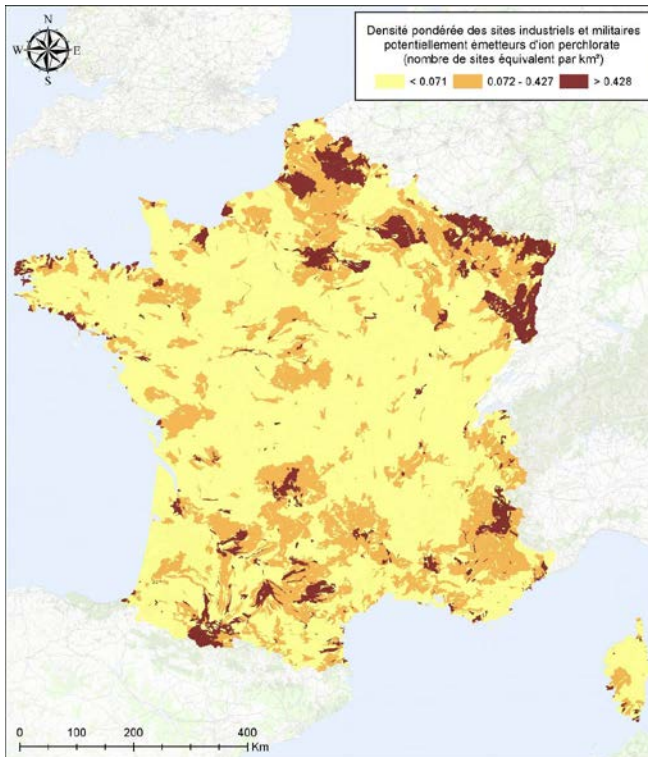 N
W E
S
Densité pondérée des sites industriels et militaires
potentiellement émetteurs d'ion perchlorate
(nombre de sites équivalent par km²)
< 0.071 0.072 - 0.427 > 0.428
0 100 200 400
Km